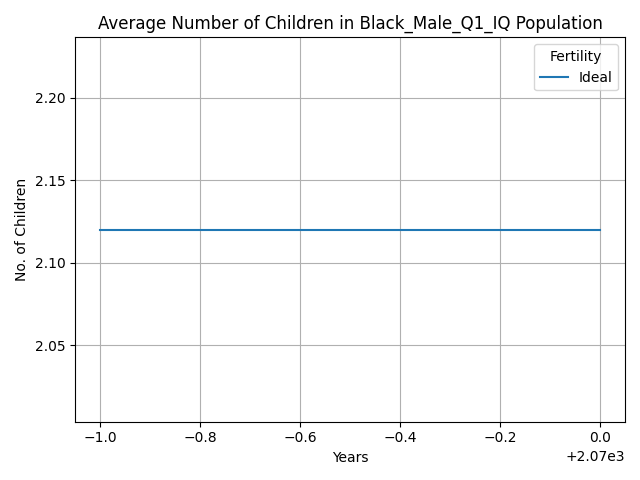 Average Number of Children in Black_Male_Q1_IQ Population
Fertility
Ideal
2.20
2.15
2.10
2.05
No. of Children
−1.0 −0.8 −0.6 −0.4 −0.2 0.0
Years
+2.07e3